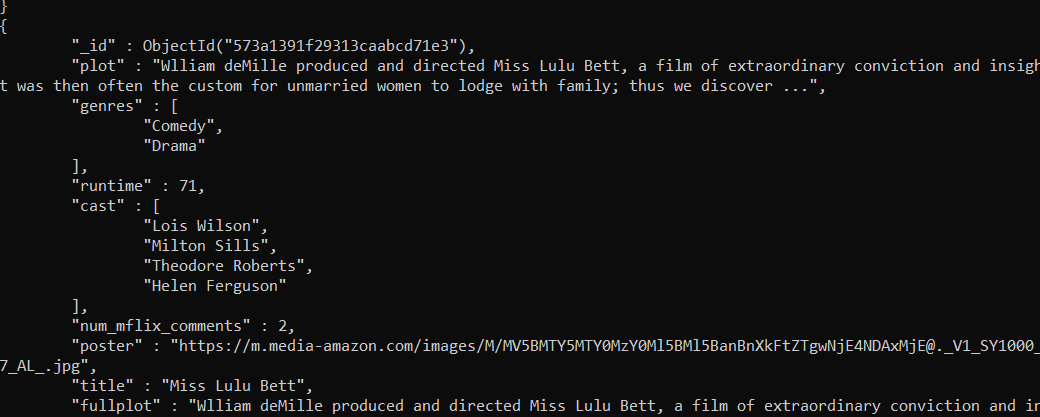 }
{
"_id" : ObjectId("573a1391f29313caabcd71e3"),
"plot" : "Wlliam deMille produced and directed Miss Lulu Bett, a film of extraordinary conviction and insigh
t was then often the custom for unmarried women to lodge with family; thus we discover ...",
"genres" : [
"Comedy",
"Drama"
],
"runtime" : 71,
"cast" : [
"Lois Wilson",
"Milton Sills",
"Theodore Roberts",
"Helen Ferguson"
],
"num_mflix_comments" : 2,
"poster" : "https://m.media-amazon.com/images/M/MV5BMTY5MTY0MzY0Ml5BMl5BanBnXkFtZTgwNjE4NDAxMjE@._V1_SY1000_
7_AL_.jpg",
"title" : "Miss Lulu Bett",
"fullplot" : "Wlliam deMille produced and directed Miss Lulu Bett, a film of extraordinary conviction and in